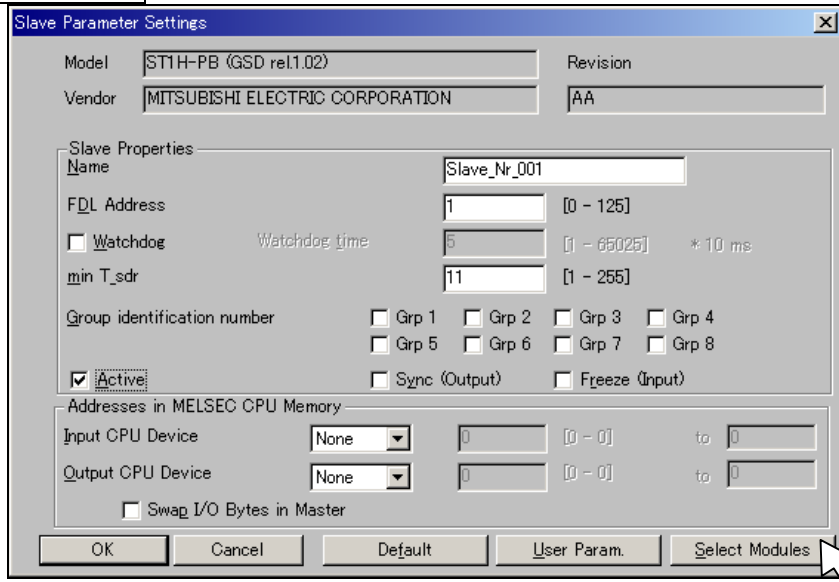 Slave Parameter Settings
Model ST1H-PB (GSD rel.1.02) Revision
Vendor MITSUBISHI ELECTRIC CORPORATION AA
Slave Properties
Name Slave_Nr_001
FDL Address 1 [0 - 125]
Watchdog Watchdog time 5 [1 - 65025] * 10 ms
min T_sdr 11 [1 - 255]
Group identification number Grp 1 Grp 2 Grp 3 Grp 4
Grp 5 Grp 6 Grp 7 Grp 8
Active Sync (Output) Freeze (Input)
Addresses in MELSEC CPU Memory
Input CPU Device None 0 [0 - 0] to 0
Output CPU Device None 0 [0 - 0] to 0
Swap I/O Bytes in Master
OK Cancel Default User Param. Select Modules